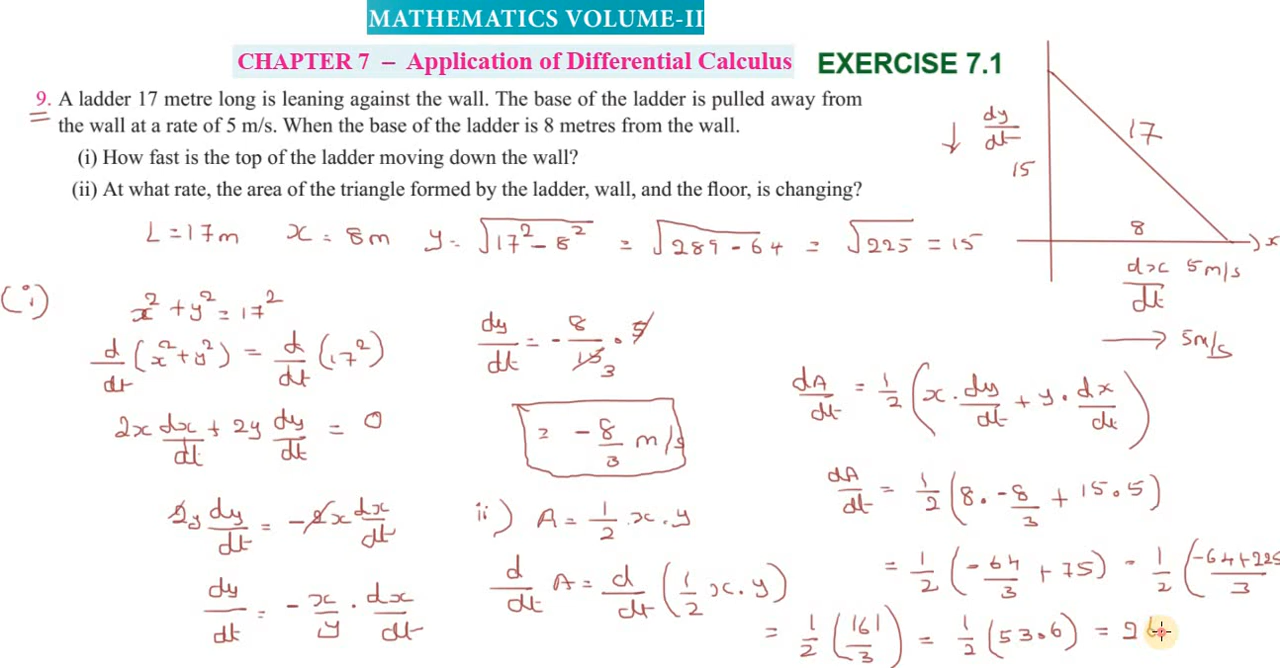 MATHEMATICS VOLUME-II
CHAPTER 7 – Application of Differential Calculus EXERCISE 7.1
9. A ladder 17 metre long is leaning against the wall. The base of the ladder is pulled away from
the wall at a rate of 5 m/s. When the base of the ladder is 8 metres from the wall.
(i) How fast is the top of the ladder moving down the wall?
(ii) At what rate, the area of the triangle formed by the ladder, wall, and the floor, is changing?
↓ dy/dt
17
15
8
x
dx/dt 5m/s
→ 5m/s
L = 17m x = 8m y = √(17² - 8²) = √(289 - 64) = √225 = 15
(i) x² + y² = 17²
d/dt (x² + y²) = d/dt (17²)
2x dx/dt + 2y dy/dt = 0
2y dy/dt = -2x dx/dt
dy/dt = -x/y · dx/dt
dy/dt = -8/15 · 5
3
= -8/3 m/s
ii) A = 1/2 · x · y
d/dt A = d/dt (1/2 x · y)
dA/dt = 1/2 (x · dy/dt + y · dx/dt)
dA/dt = 1/2 (8 · -8/3 + 15 · 5)
= 1/2 (-64/3 + 75) = 1/2 (-64+225/3
= 1/2 (161/3) = 1/2 (53.6) = 26